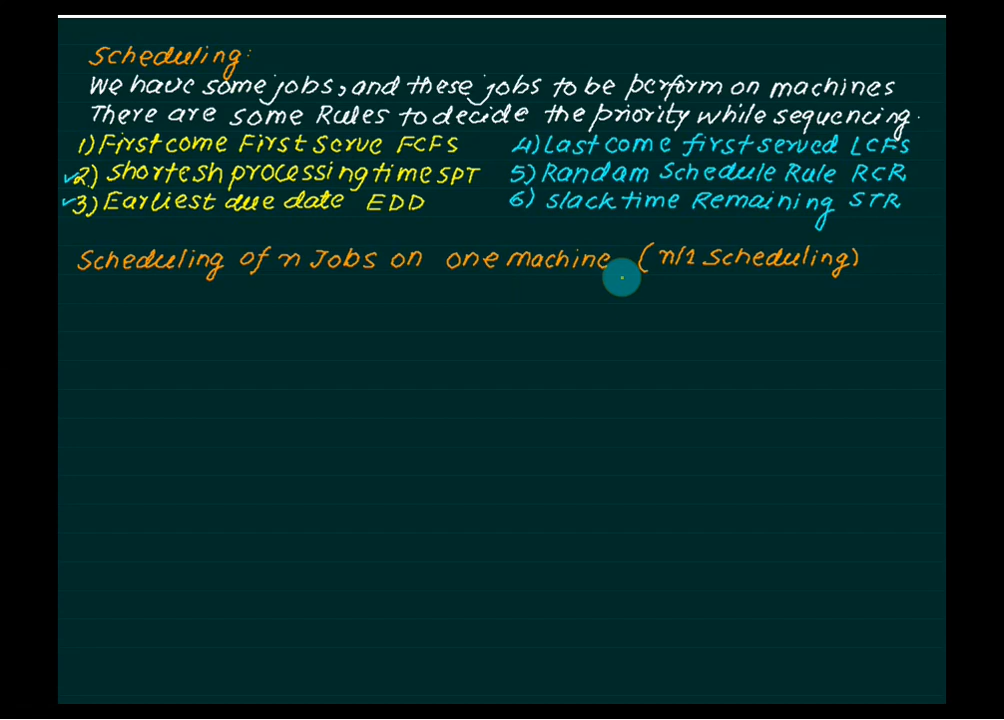 Scheduling:
We have some jobs, and these jobs to be perform on machines
There are some Rules to decide the priority while sequencing.
1) First come First Serve FCFS
2) Shortesh processing time SPT
3) Earliest due date EDD
4) Last come first served LCFs
5) Randam Schedule Rule RCR
6) Slack time Remaining STR
Scheduling of n Jobs on one machine (n/1 Scheduling)